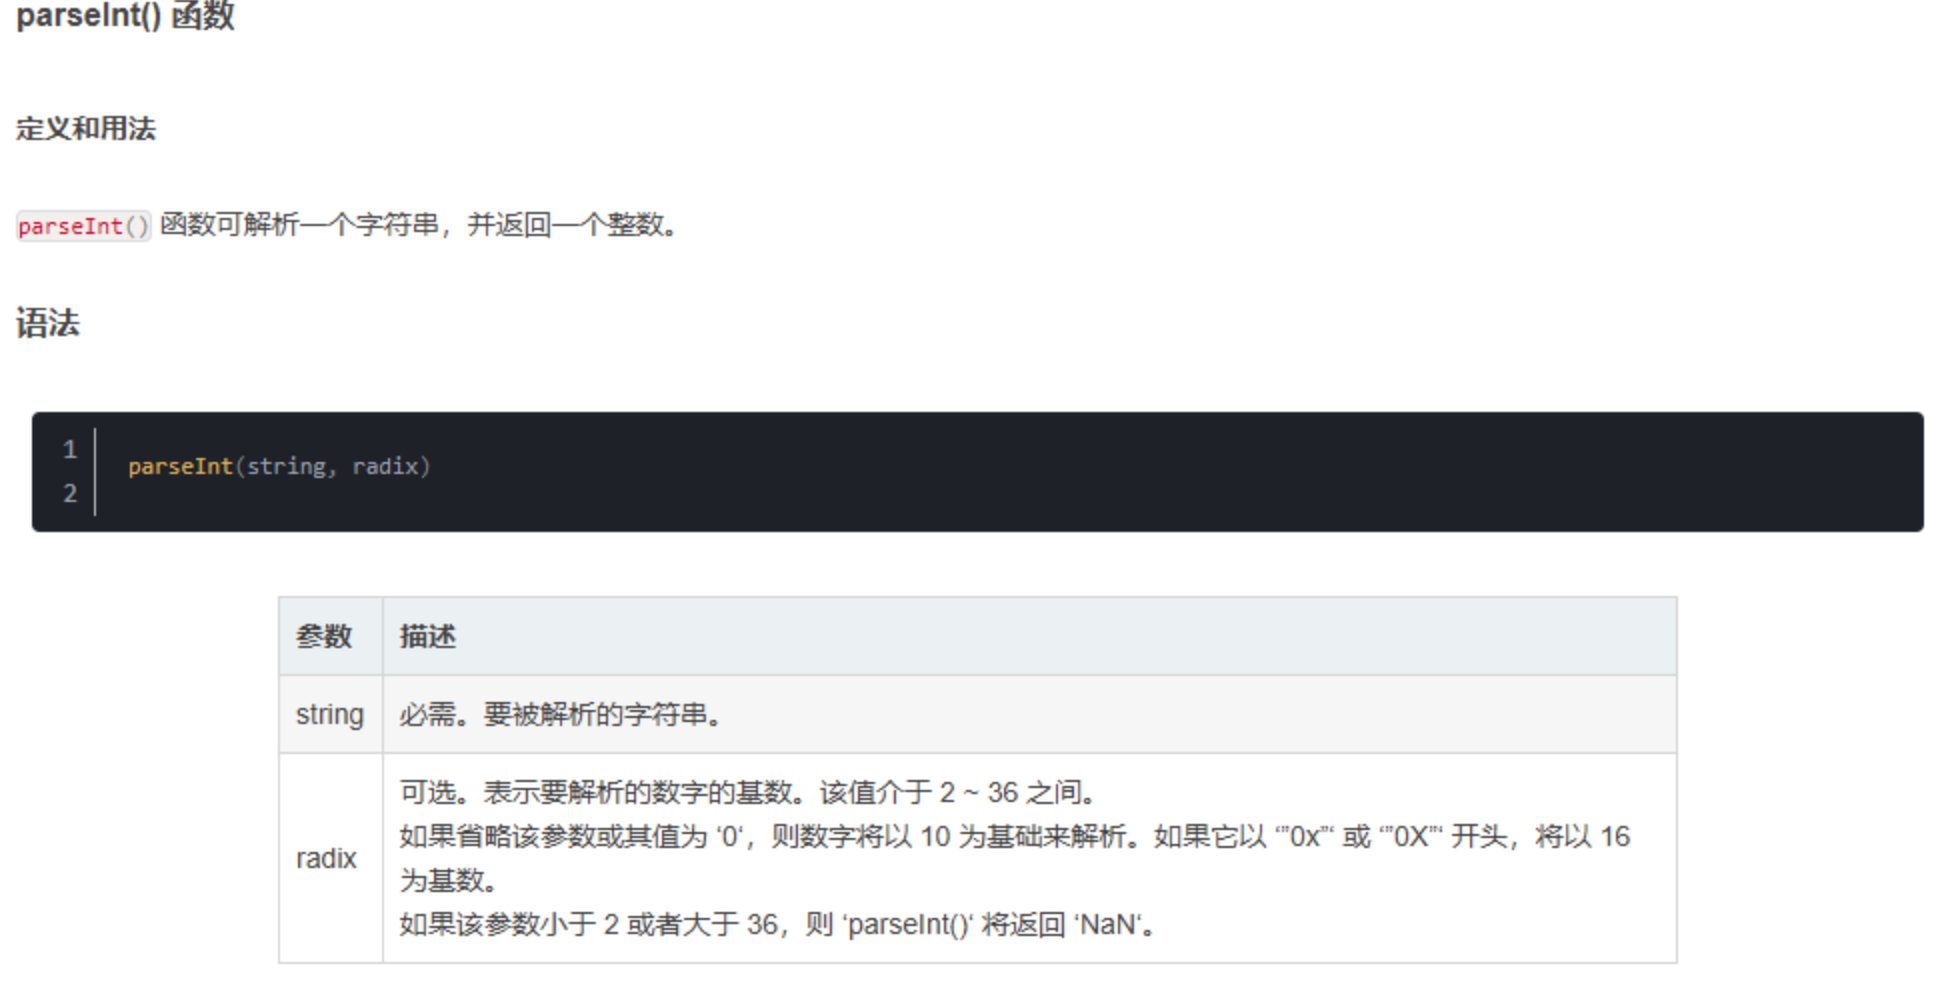 parseInt() 函数
定义和用法
parseInt() 函数可解析一个字符串，并返回一个整数。
语法
1
parseInt(string, radix)
2
参数 描述
string 必需。要被解析的字符串。
可选。表示要解析的数字的基数。该值介于 2 ~ 36 之间。
如果省略该参数或其值为 ‘0‘，则数字将以 10 为基础来解析。如果它以 ‘”0x”‘ 或 ‘”0X”‘ 开头，将以 16
radix
为基数。
如果该参数小于 2 或者大于 36，则 ‘parseInt()‘ 将返回 ‘NaN‘。